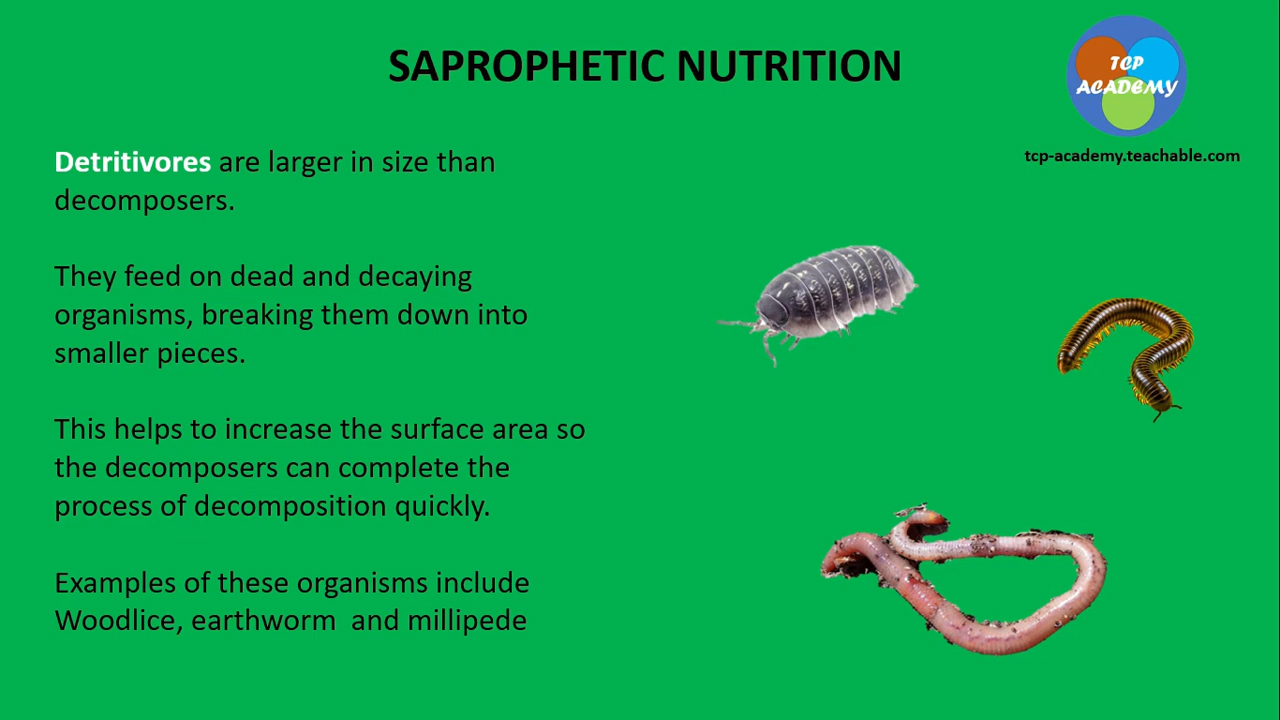 SAPROPHETIC NUTRITION
TCP
ACADEMY
tcp-academy.teachable.com
Detritivores are larger in size than
decomposers.
They feed on dead and decaying
organisms, breaking them down into
smaller pieces.
This helps to increase the surface area so
the decomposers can complete the
process of decomposition quickly.
Examples of these organisms include
Woodlice, earthworm  and millipede